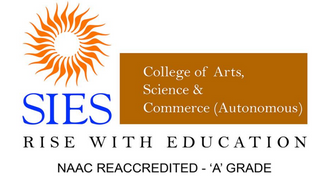 SIES
College of Arts,
Science &
Commerce (Autonomous)
RISE WITH EDUCATION
NAAC REACCREDITED - ‘A’ GRADE